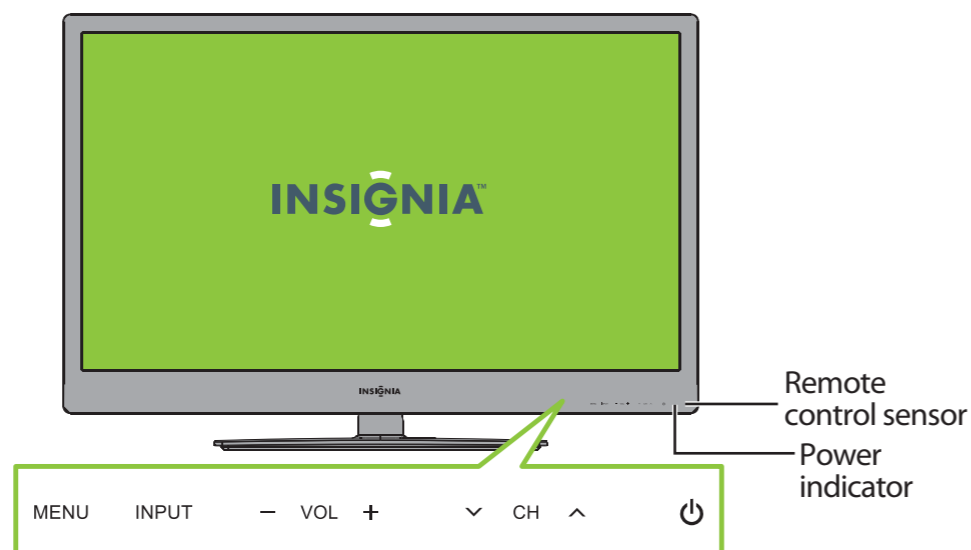 INSIGNIA™
INSIGNIA
Remote
control sensor
Power
indicator
MENU INPUT − VOL + CH